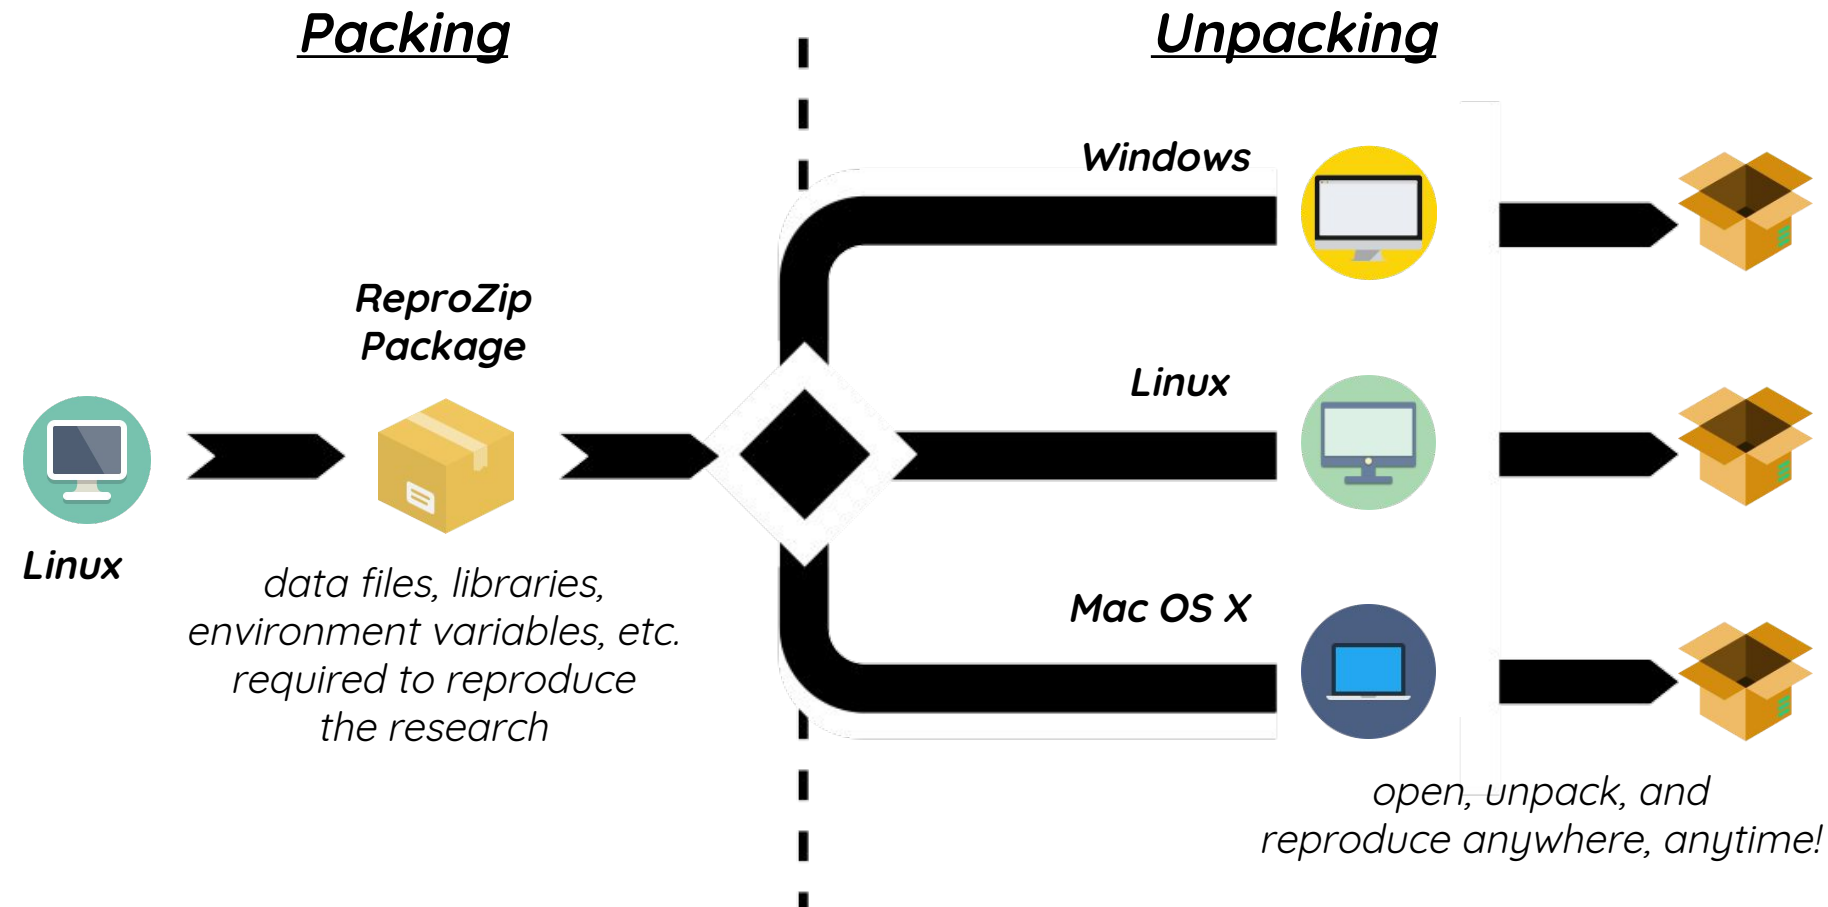 Packing
Unpacking
ReproZip
Package
Linux
data files, libraries,
environment variables, etc.
required to reproduce
the research
Windows
Linux
Mac OS X
open, unpack, and
reproduce anywhere, anytime!